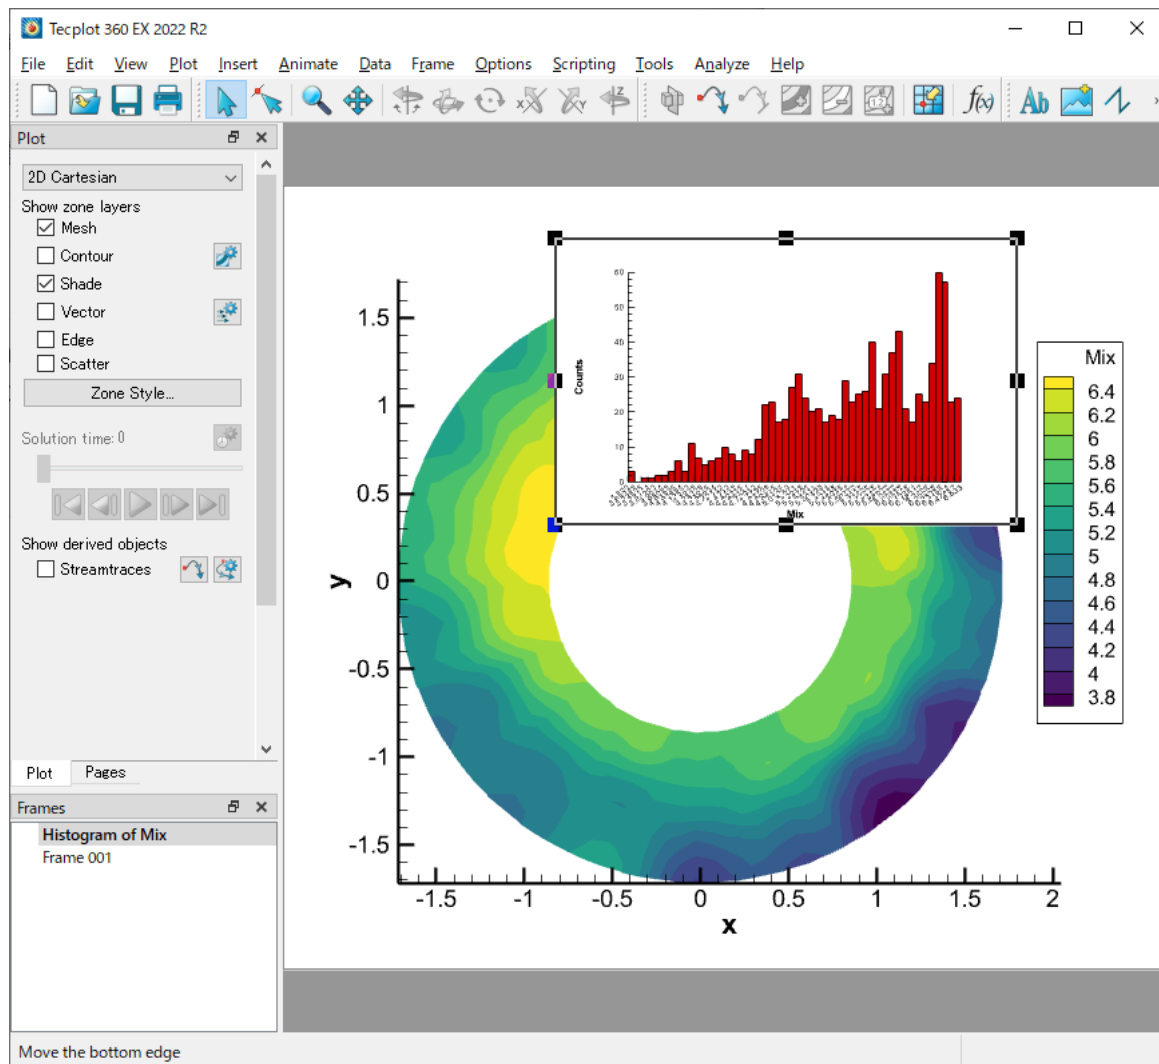 Tecplot 360 EX 2022 R2
File Edit View Plot Insert Animate Data Frame Options Scripting Tools Analyze Help
f(x) Ab
Plot
2D Cartesian
Show zone layers
Mesh
Contour
Shade
Vector
Edge
Scatter
Zone Style...
Solution time: 0
Show derived objects
Streamtraces
Plot Pages
Frames
Histogram of Mix
Frame 001
Move the bottom edge
60
50
40
30
20
10
0
Counts
Mix
1.5
1
0.5
0
-0.5
-1
-1.5
y
-1.5 -1 -0.5 0 0.5 1 1.5 2
x
Mix
6.4
6.2
6
5.8
5.6
5.4
5.2
5
4.8
4.6
4.4
4.2
4
3.8